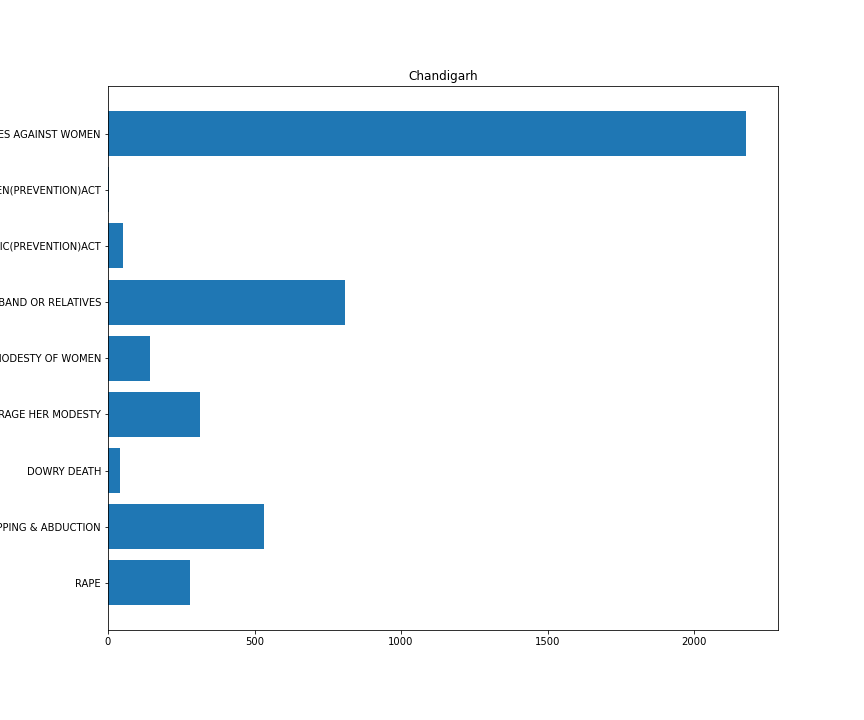 Chandigarh
ES AGAINST WOMEN
EN(PREVENTION)ACT
IC(PREVENTION)ACT
BAND OR RELATIVES
MODESTY OF WOMEN
RAGE HER MODESTY
DOWRY DEATH
PPING & ABDUCTION
RAPE
0 500 1000 1500 2000